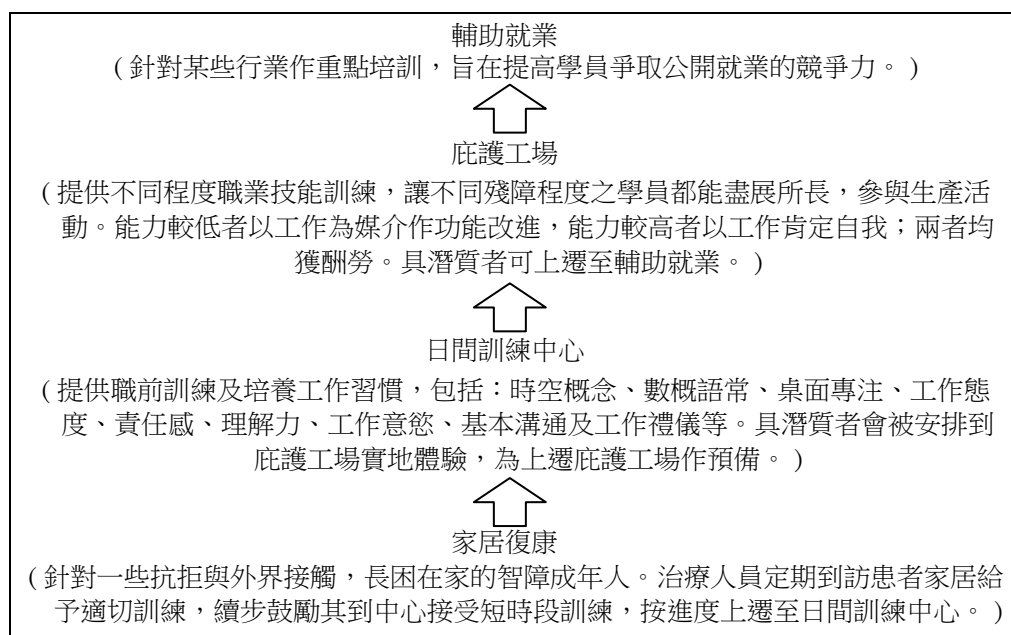 輔助就業
(針對某些行業作重點培訓，旨在提高學員爭取公開就業的競爭力。)
庇護工場
(提供不同程度職業技能訓練，讓不同殘障程度之學員都能盡展所長，參與生產活
動。能力較低者以工作為媒介作功能改進，能力較高者以工作肯定自我；兩者均
獲酬勞。具潛質者可上遷至輔助就業。)
日間訓練中心
(提供職前訓練及培養工作習慣，包括：時空概念、數概語常、桌面專注、工作態
度、責任感、理解力、工作意慾、基本溝通及工作禮儀等。具潛質者會被安排到
庇護工場實地體驗，為上遷庇護工場作預備。)
家居復康
(針對一些抗拒與外界接觸，長困在家的智障成年人。治療人員定期到訪患者家居給
予適切訓練，續步鼓勵其到中心接受短時段訓練，按進度上遷至日間訓練中心。)